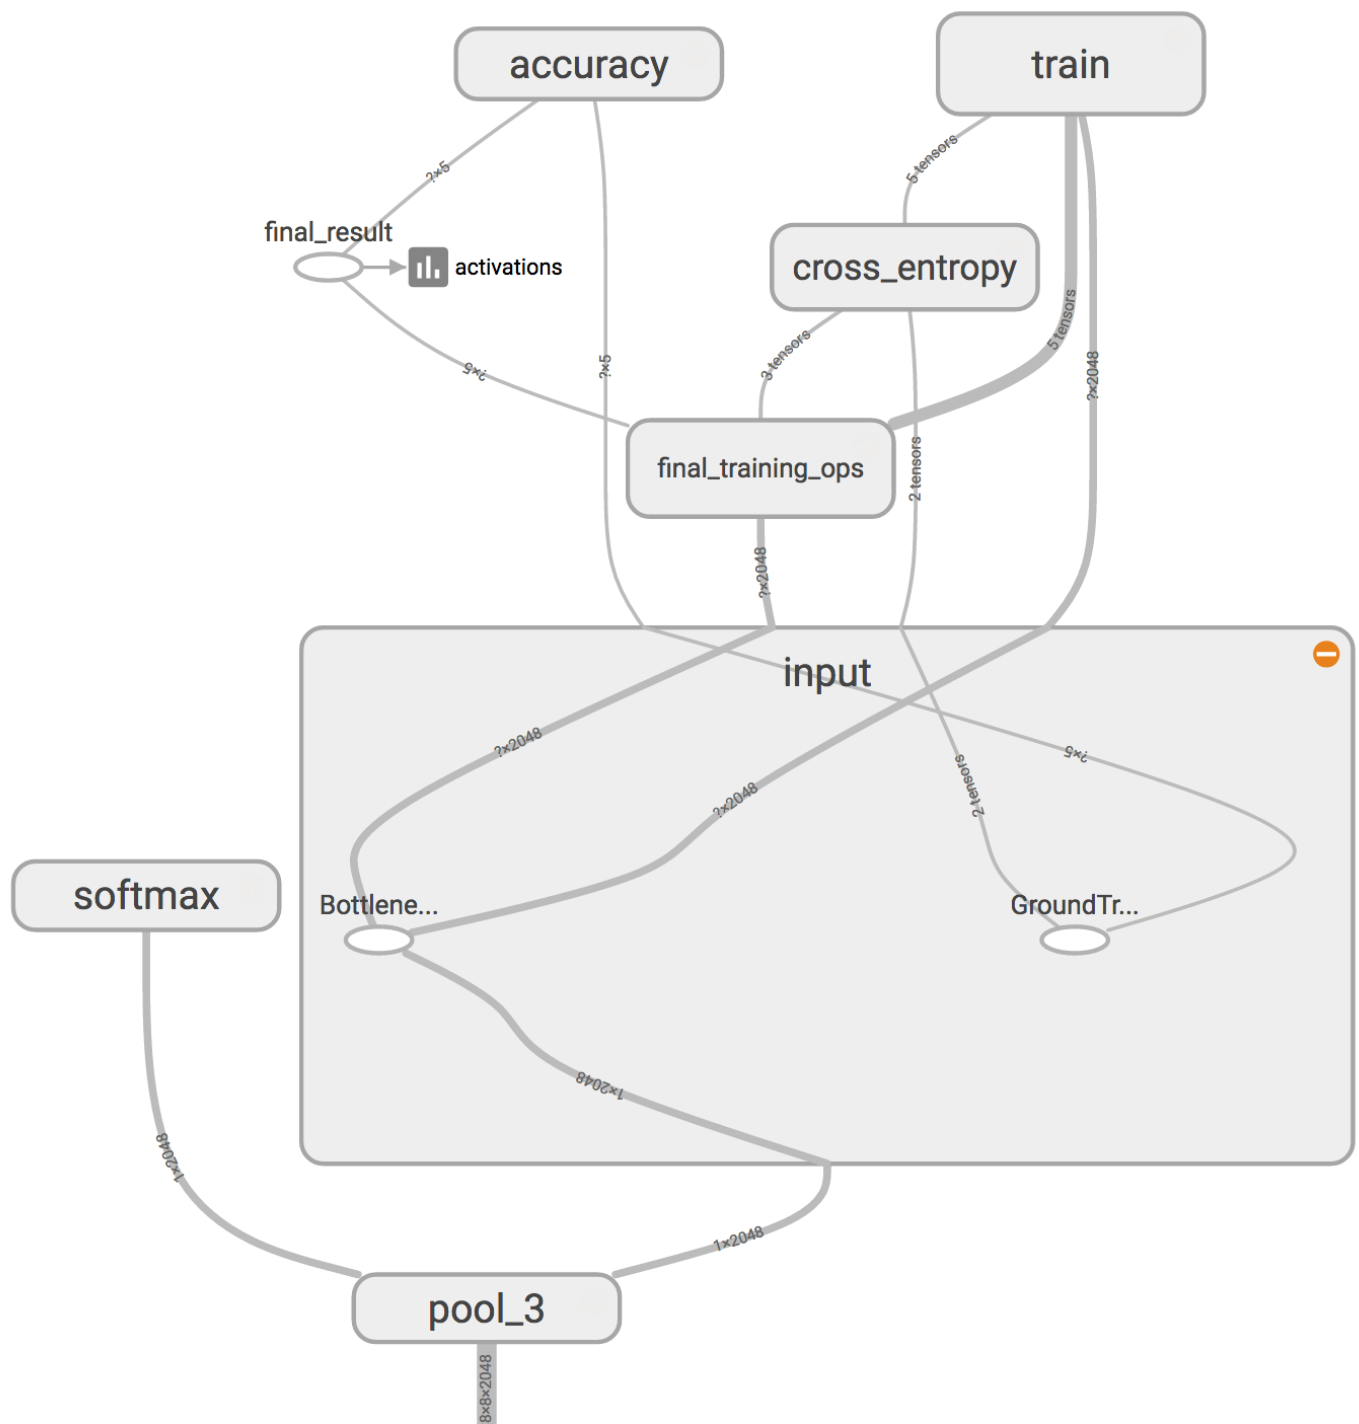 accuracy
train
5 tensors
?×5
final_result
activations
cross_entropy
5 tensors
3 tensors
?×5
?×5
?×2048
final_training_ops
2 tensors
?×2048
input
?×2048
?×5
2 tensors
?×2048
softmax
Bottlene...
GroundTr...
1×2048
1×2048
1×2048
pool_3
8×8×2048